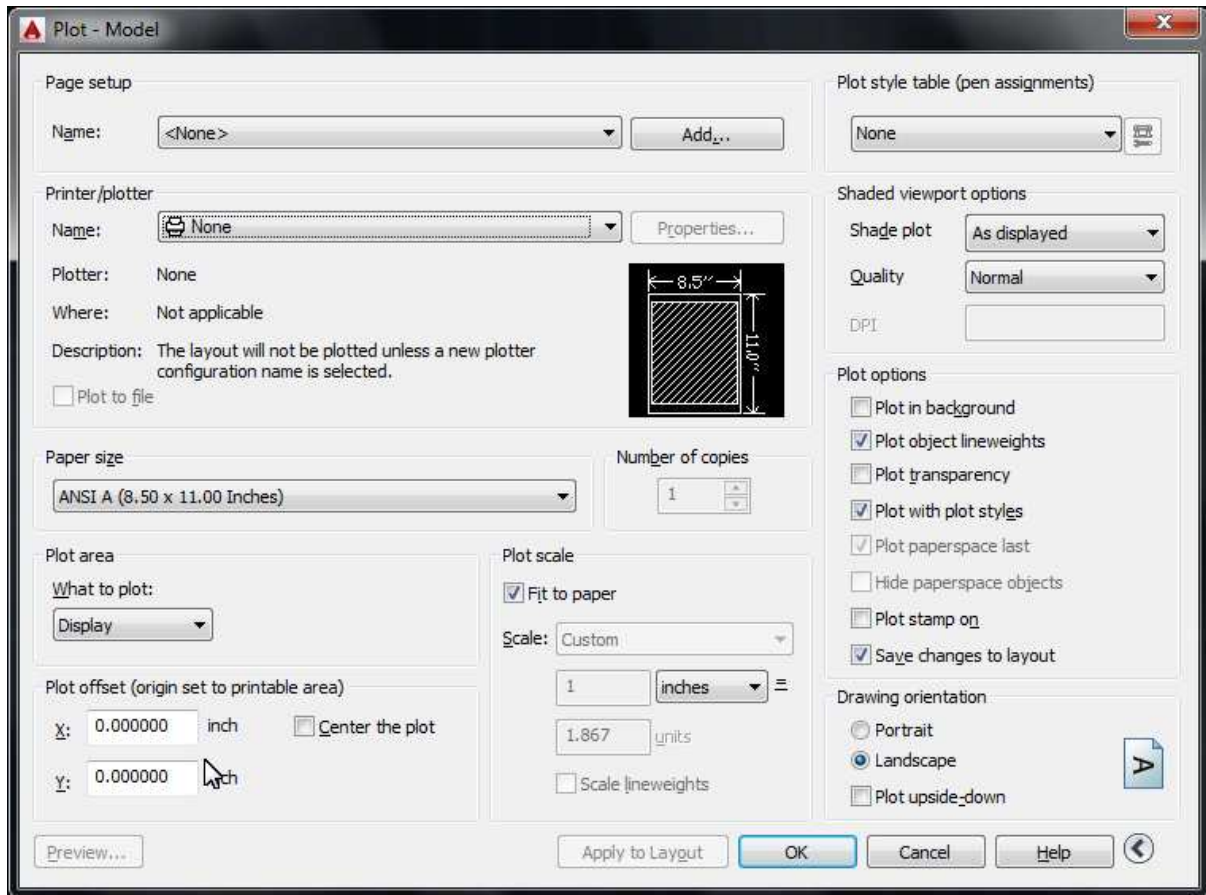 Plot - Model
Page setup
Name:
<None>
Add...
Printer/plotter
Name:
None
Properties...
Plotter:
None
Where:
Not applicable
Description:
The layout will not be plotted unless a new plotter
configuration name is selected.
Plot to file
8.5’’
11.0’’
Paper size
ANSI A (8.50 x 11.00 Inches)
Number of copies
1
Plot area
What to plot:
Display
Plot offset (origin set to printable area)
X:
0.000000
inch
Center the plot
Y:
0.000000
Plot scale
Fit to paper
Scale:
Custom
1
inches
=
1.867
units
Scale lineweights
Plot style table (pen assignments)
None
Shaded viewport options
Shade plot
As displayed
Quality
Normal
DPI
Plot options
Plot in background
Plot object lineweights
Plot transparency
Plot with plot styles
Plot paperspace last
Hide paperspace objects
Plot stamp on
Save changes to layout
Drawing orientation
Portrait
Landscape
A
Plot upside-down
Preview...
Apply to Layout
OK
Cancel
Help